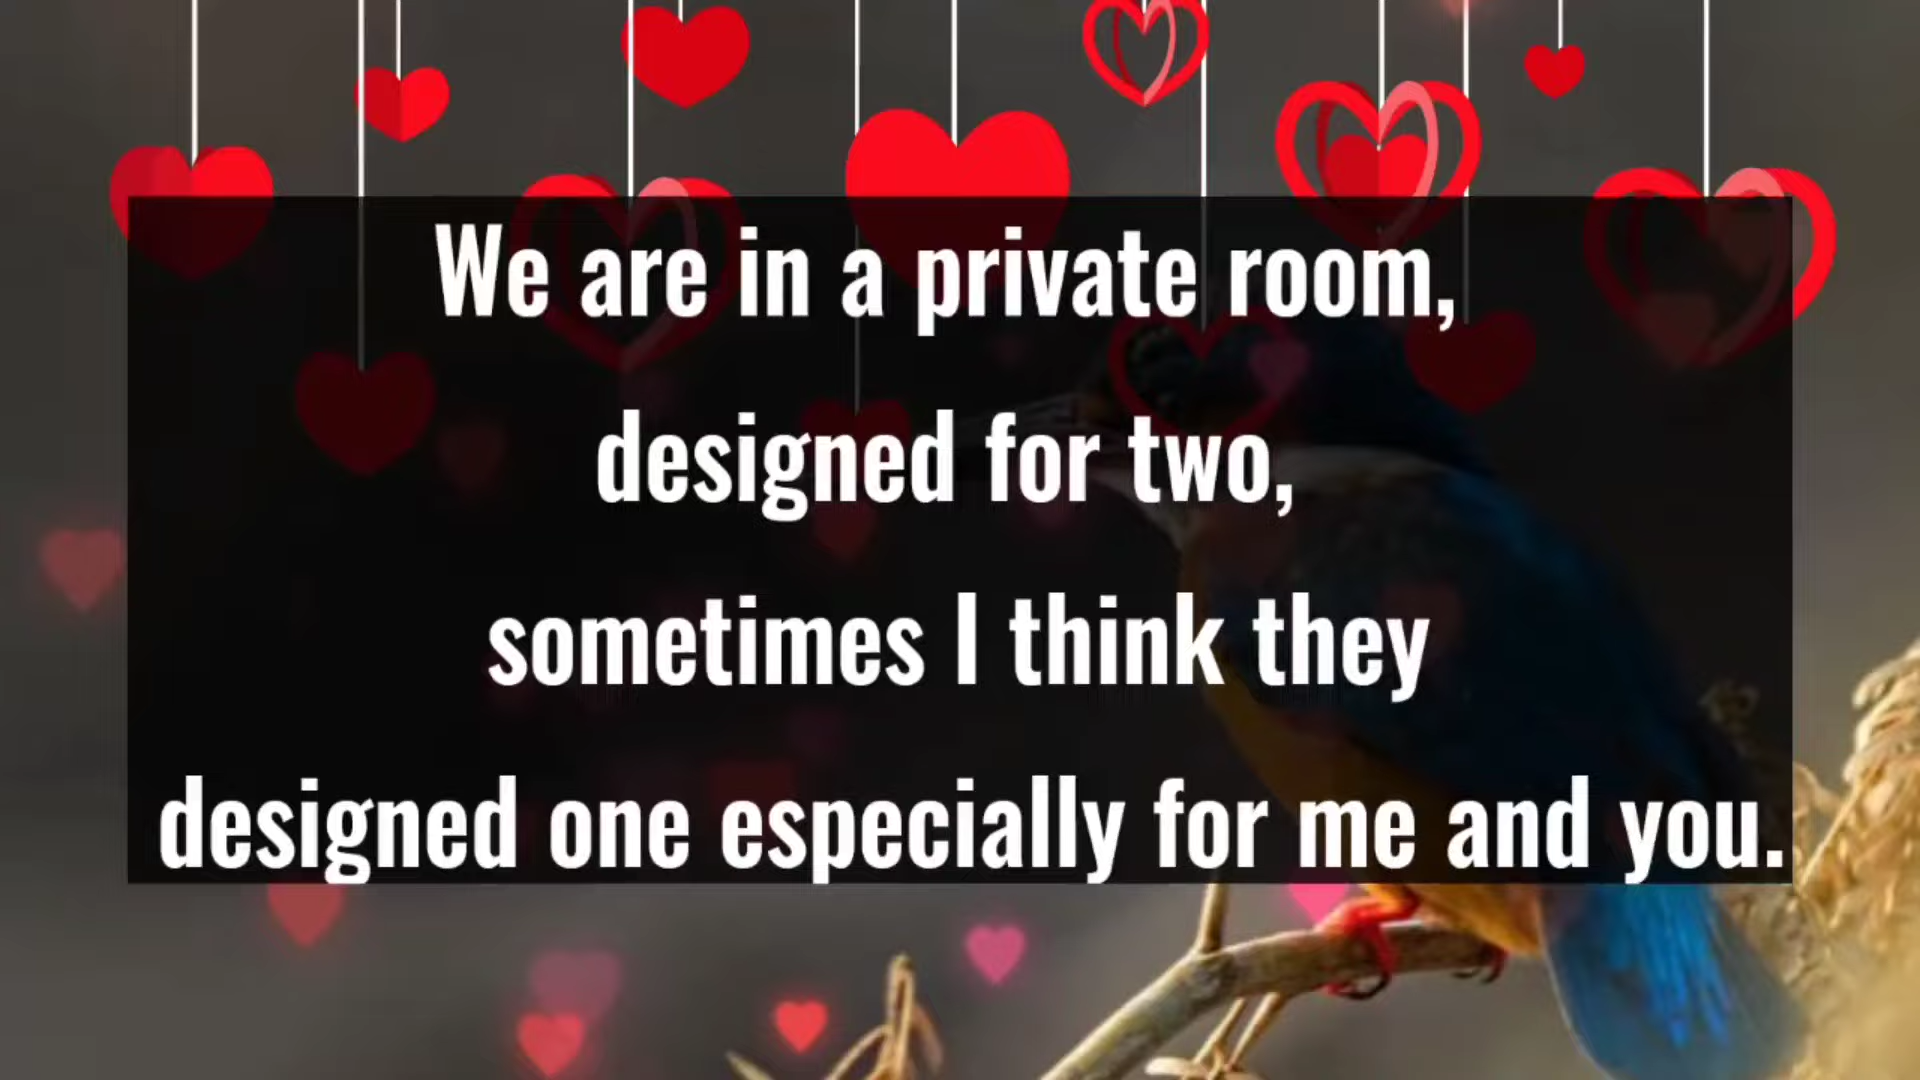 We are in a private room,
designed for two,
sometimes I think they
designed one especially for me and you.